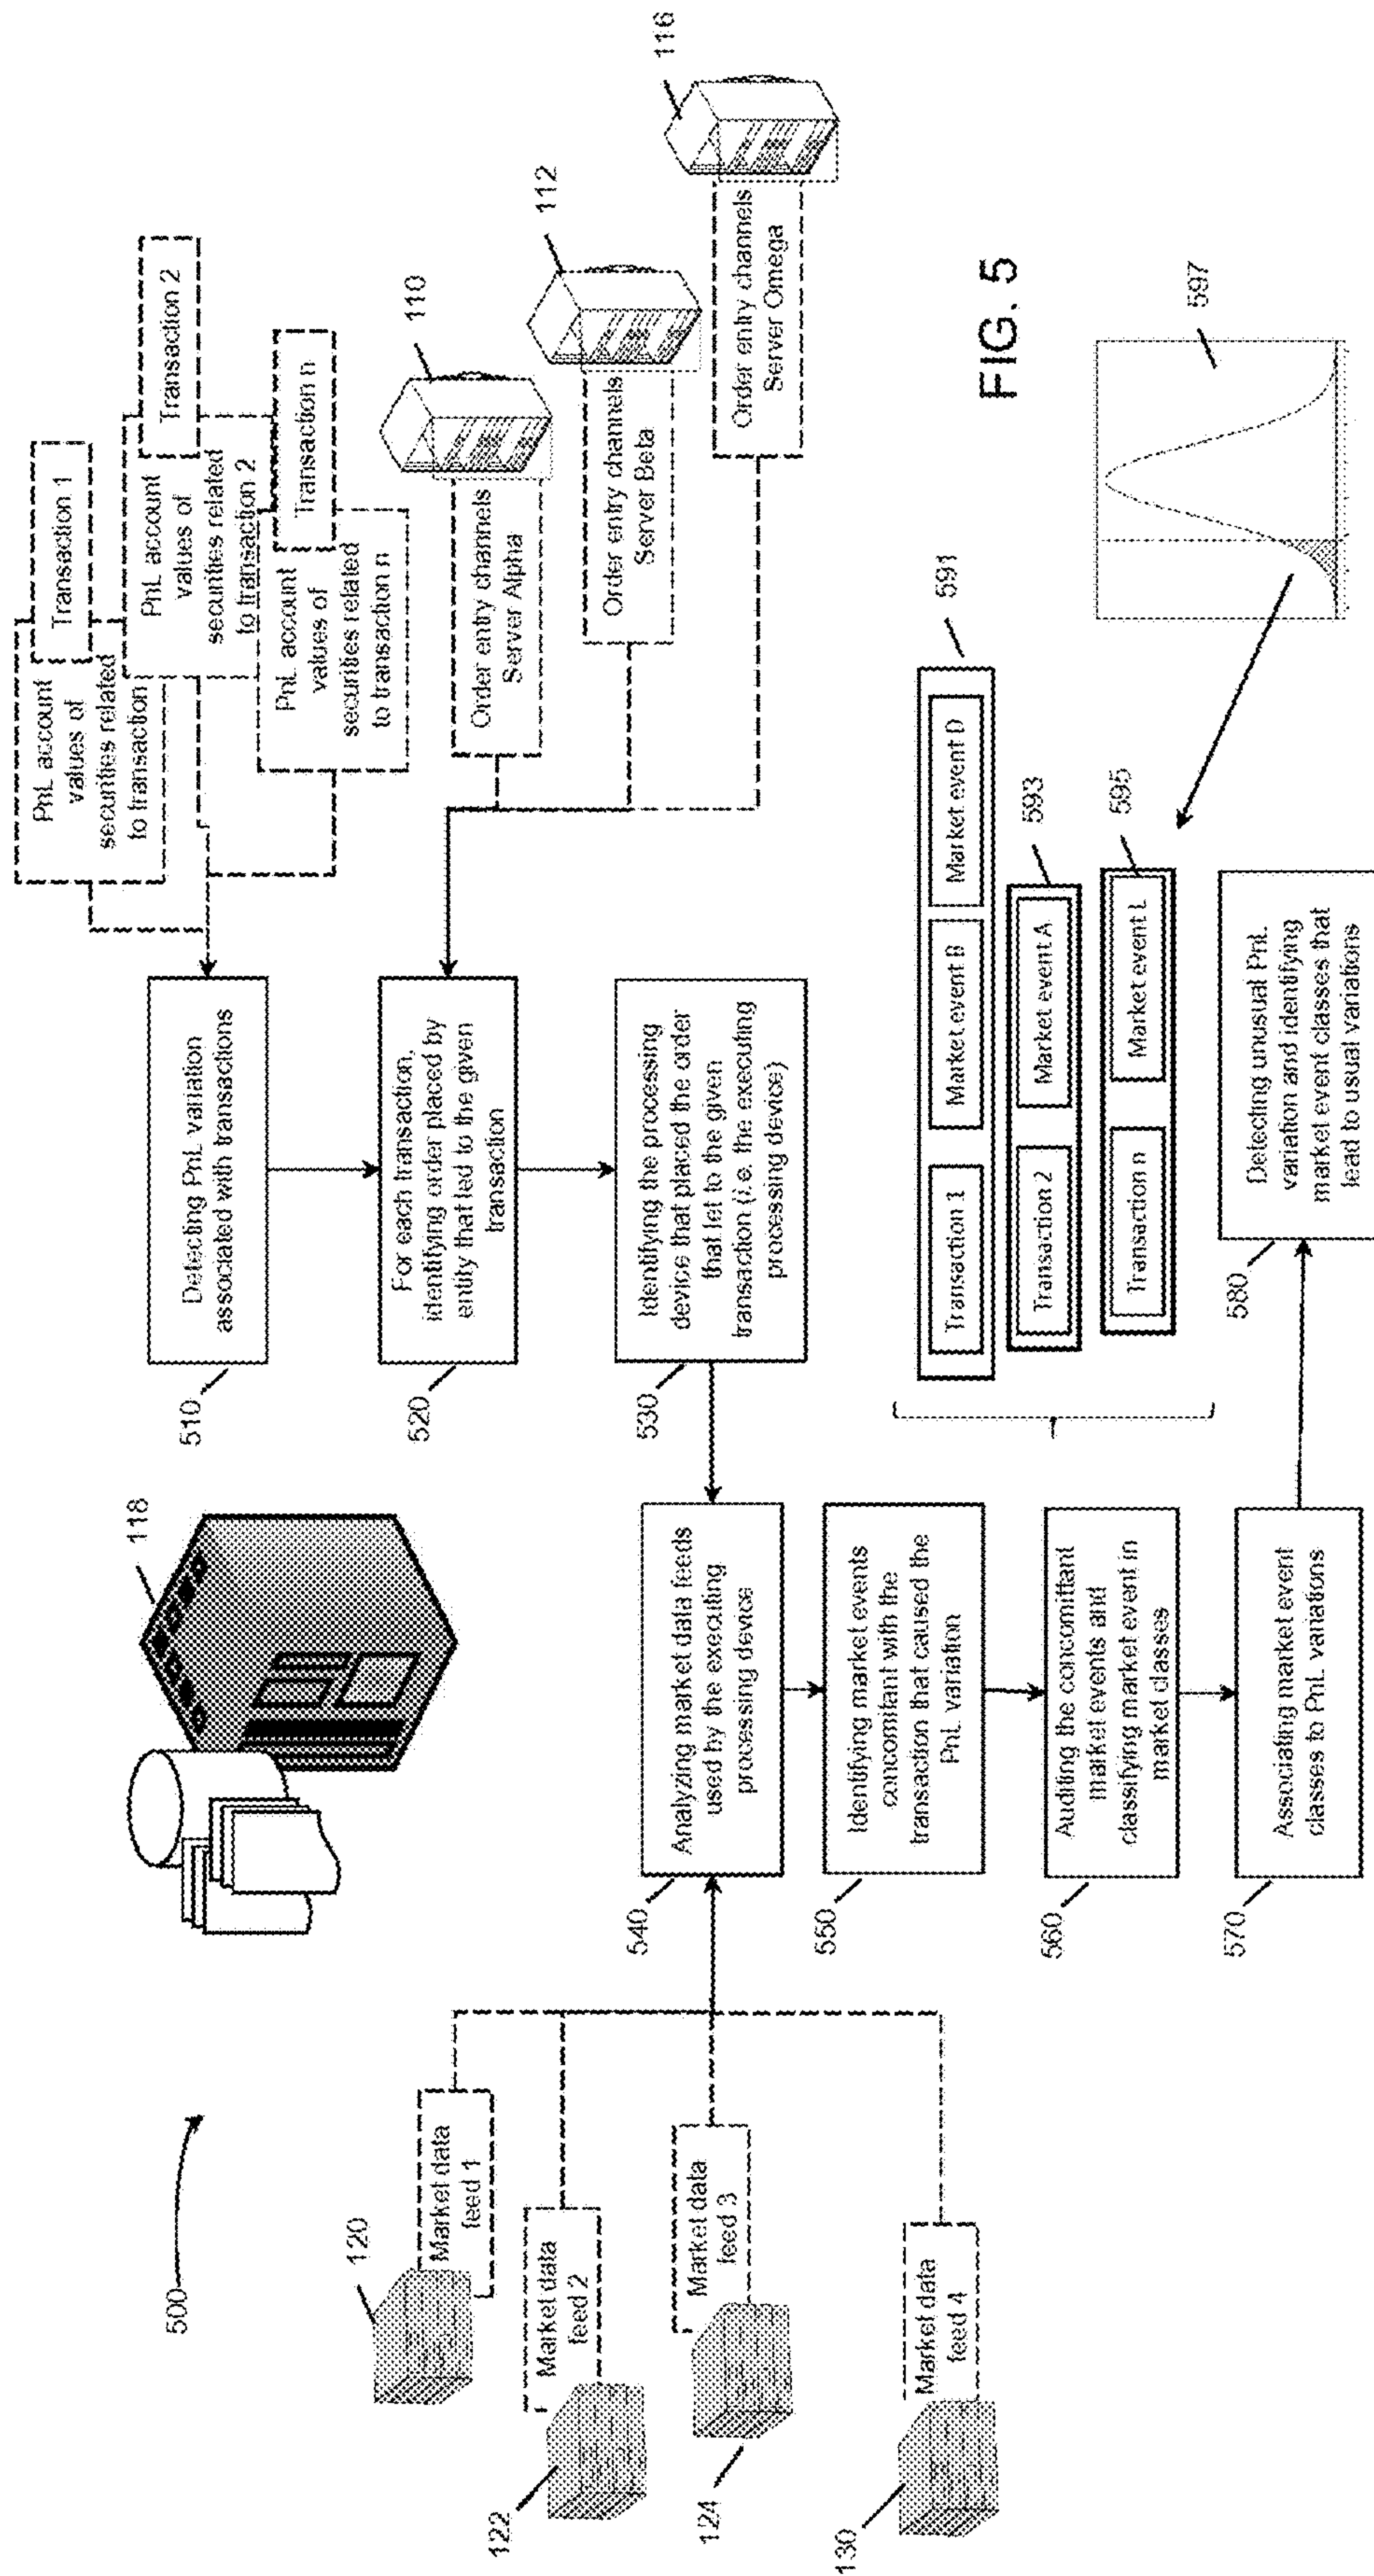 500
120
Market data
feed 1
122
Market data
feed 2
124
Market data
feed 3
130
Market data
feed 4
118
510
Detecting PnL variation
associated with transactions
520
For each transaction,
identifying order placed by
entity that led to the given
transaction
530
Identifying the processing
device that placed the order
that let to the given
transaction (i.e. the executing
processing device)
540
Analyzing market data feeds
used by the executing
processing device
550
Identifying market events
concomitant with the
transaction that caused the
PnL variation
560
Auditing the concomittant
market events and
classifying market event in
market classes
570
Associating market event
classes to PnL variations
580
Detecting unusual PnL
variation and identifying
market event classes that
lead to usual variations
Transaction 1
PnL account
values of
securities related
to transaction
Transaction 2
PnL account
values of
securities related
to transaction 2
Transaction n
PnL account
values of
securities related
to transaction n
110
Order entry channels
Server Alpha
112
Order entry channels
Server Beta
116
Order entry channels
Server Omega
591
Transaction 1
Market event B
Market event D
593
Transaction 2
Market event A
595
Transaction n
Market event L
597
FIG. 5